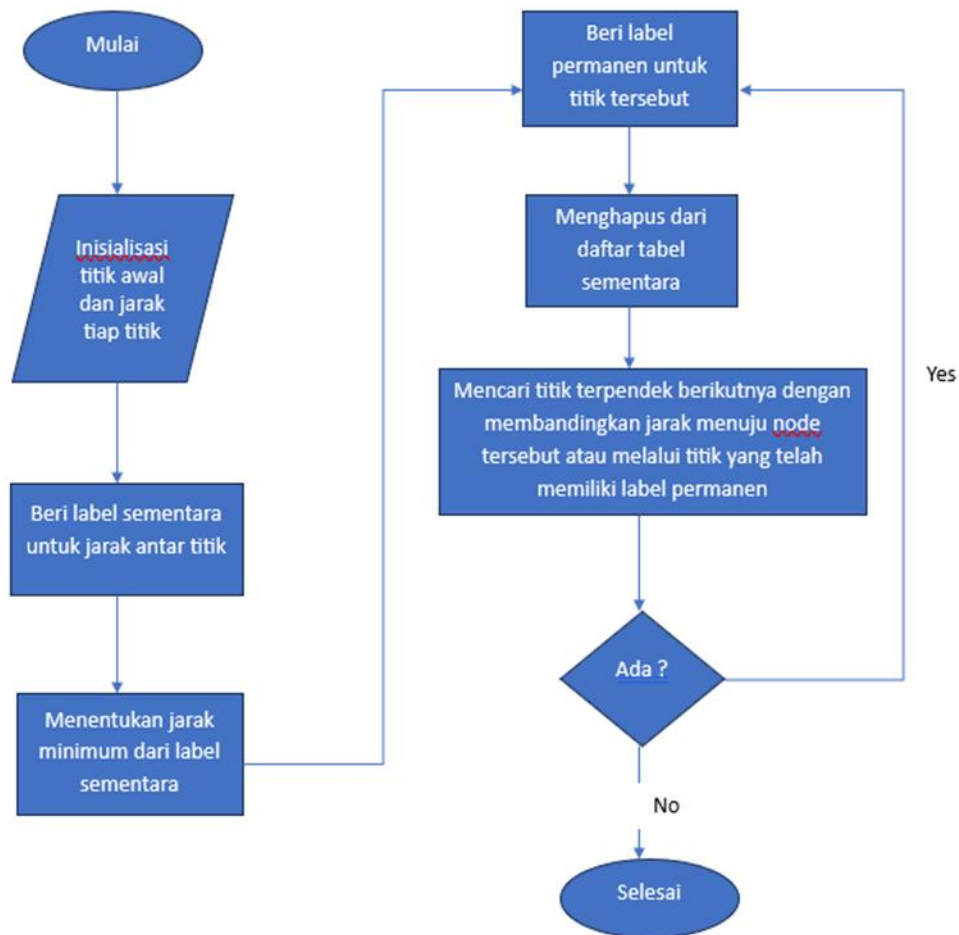 Mulai
Inisialisasi
titik awal
dan jarak
tiap titik
Beri label sementara
untuk jarak antar titik
Menentukan jarak
minimum dari label
sementara
Beri label
permanen untuk
titik tersebut
Menghapus dari
daftar tabel
sementara
Mencari titik terpendek berikutnya dengan
membandingkan jarak menuju node
tersebut atau melalui titik yang telah
memiliki label permanen
Ada ?
Yes
No
Selesai